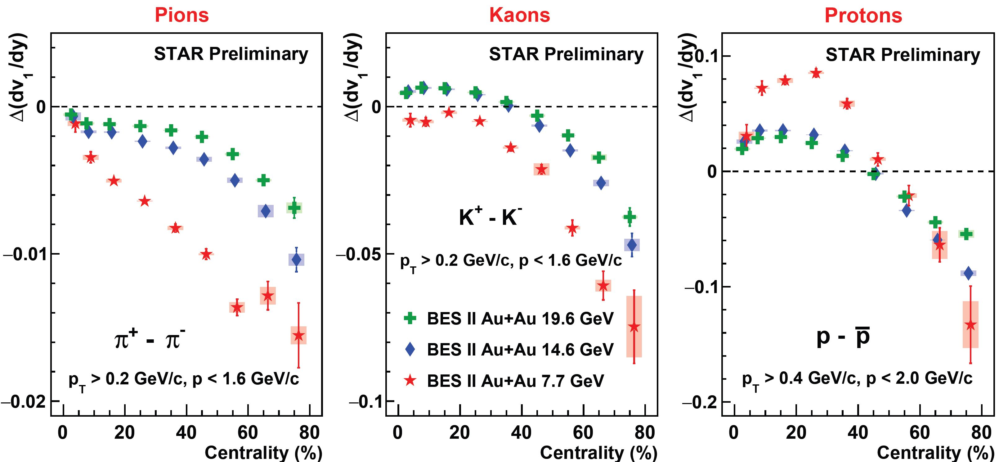 Pions
Δ(dv1/dy)
STAR Preliminary
0
−0.01
−0.02
π+ - π-
pT > 0.2 GeV/c, p < 1.6 GeV/c
0 20 40 60 80
Centrality (%)
Kaons
Δ(dv1/dy)
STAR Preliminary
0
−0.05
−0.1
K+ - K-
pT > 0.2 GeV/c, p < 1.6 GeV/c
BES II Au+Au 19.6 GeV
BES II Au+Au 14.6 GeV
BES II Au+Au 7.7 GeV
0 20 40 60 80
Centrality (%)
Protons
Δ(dv1/dy)
STAR Preliminary
0.1
0
−0.1
−0.2
p - p̅
pT > 0.4 GeV/c, p < 2.0 GeV/c
0 20 40 60 80
Centrality (%)